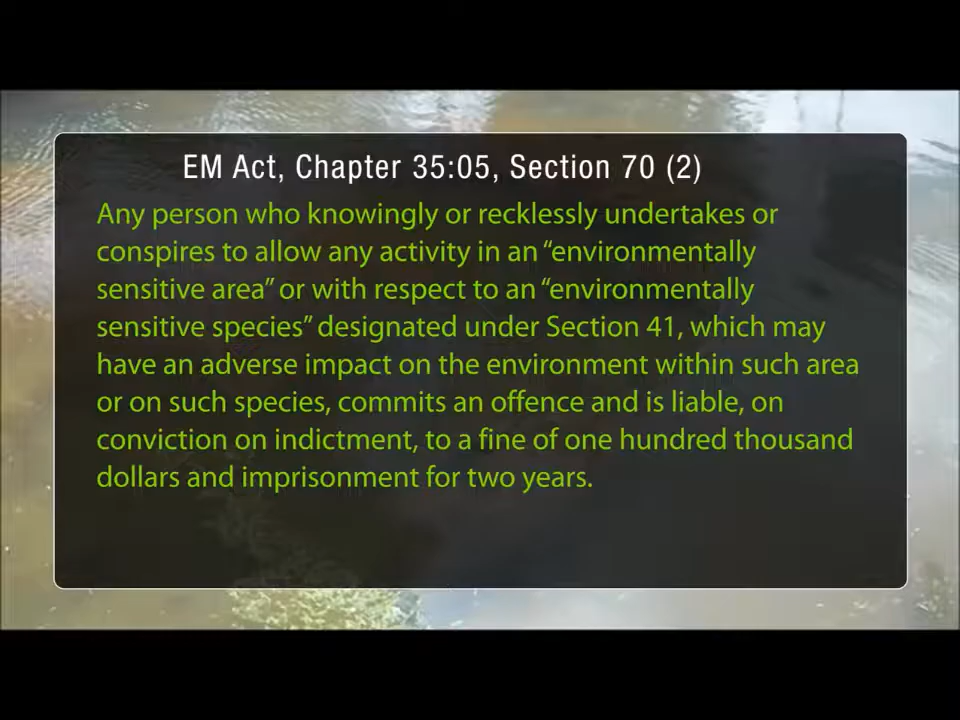 EM Act, Chapter 35:05, Section 70 (2)
Any person who knowingly or recklessly undertakes or
conspires to allow any activity in an “environmentally
sensitive area” or with respect to an “environmentally
sensitive species” designated under Section 41, which may
have an adverse impact on the environment within such area
or on such species, commits an offence and is liable, on
conviction on indictment, to a fine of one hundred thousand
dollars and imprisonment for two years.